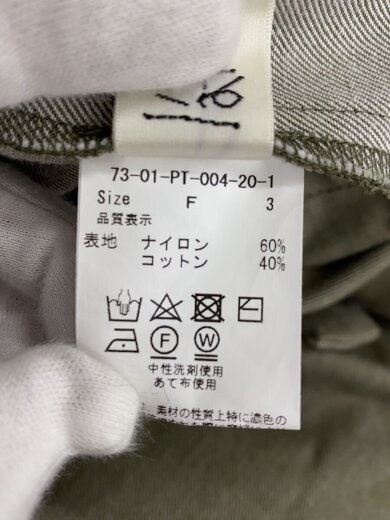 73-01-PT-004-20-1
Size F 3
品質表示
表地 ナイロン 60%
コットン 40%
F W
中性洗剤使用
あて布使用
素材の性質上特に濃色の